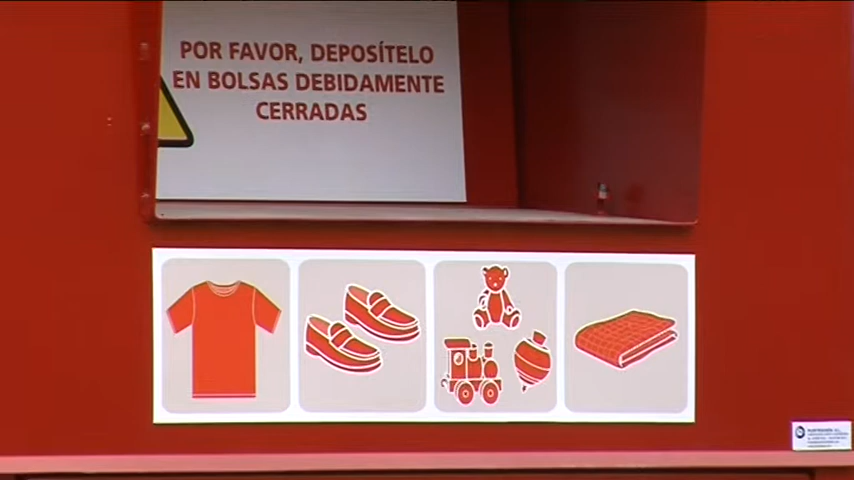 POR FAVOR, DEPOSÍTELO
EN BOLSAS DEBIDAMENTE
CERRADAS